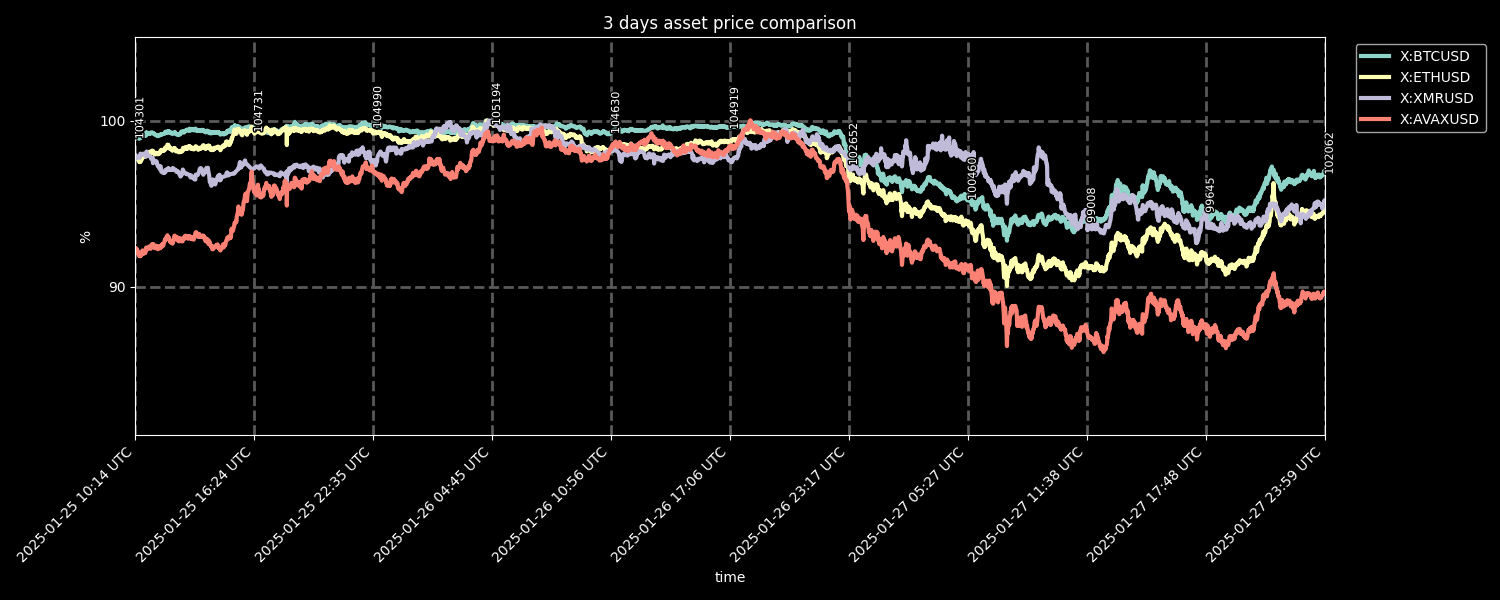 3 days asset price comparison
X:BTCUSD
X:ETHUSD
X:XMRUSD
X:AVAXUSD
%
100
90
104301
104731
104990
105194
104630
104919
102652
100460
99008
99645
102062
2025-01-25 10:14 UTC
2025-01-25 16:24 UTC
2025-01-25 22:35 UTC
2025-01-26 04:45 UTC
2025-01-26 10:56 UTC
2025-01-26 17:06 UTC
2025-01-26 23:17 UTC
2025-01-27 05:27 UTC
2025-01-27 11:38 UTC
2025-01-27 17:48 UTC
2025-01-27 23:59 UTC
time